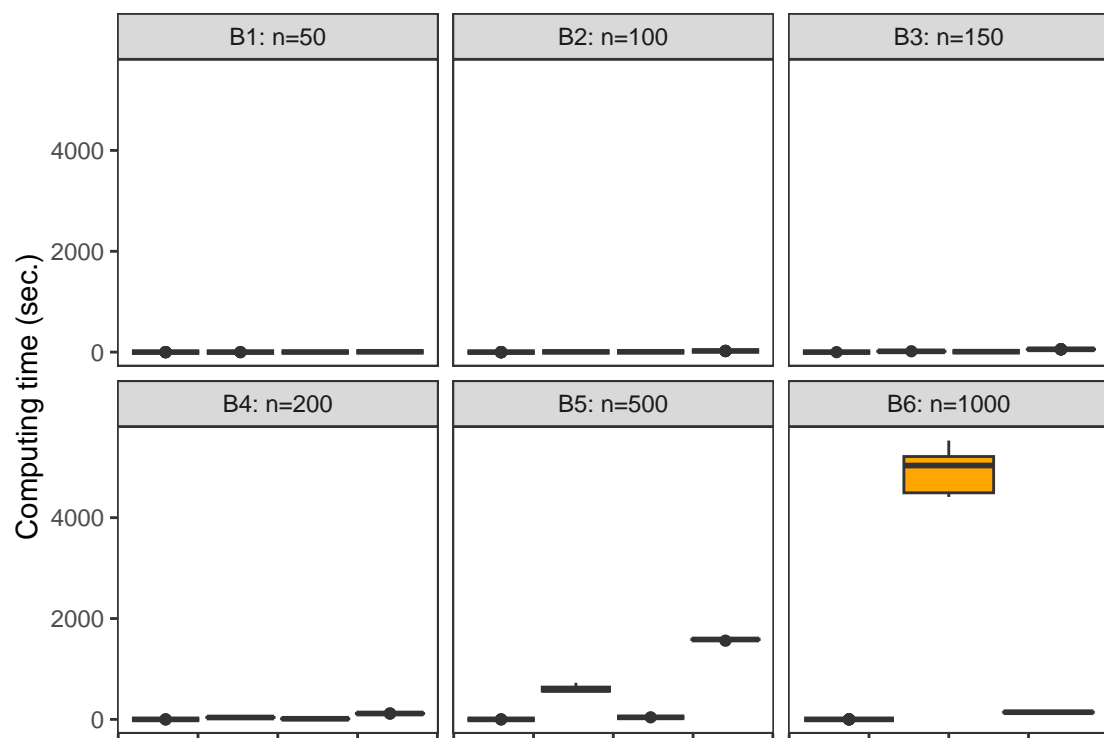 B1: n=50
B2: n=100
B3: n=150
4000
2000
0
Computing time (sec.)
B4: n=200
B5: n=500
B6: n=1000
4000
2000
0